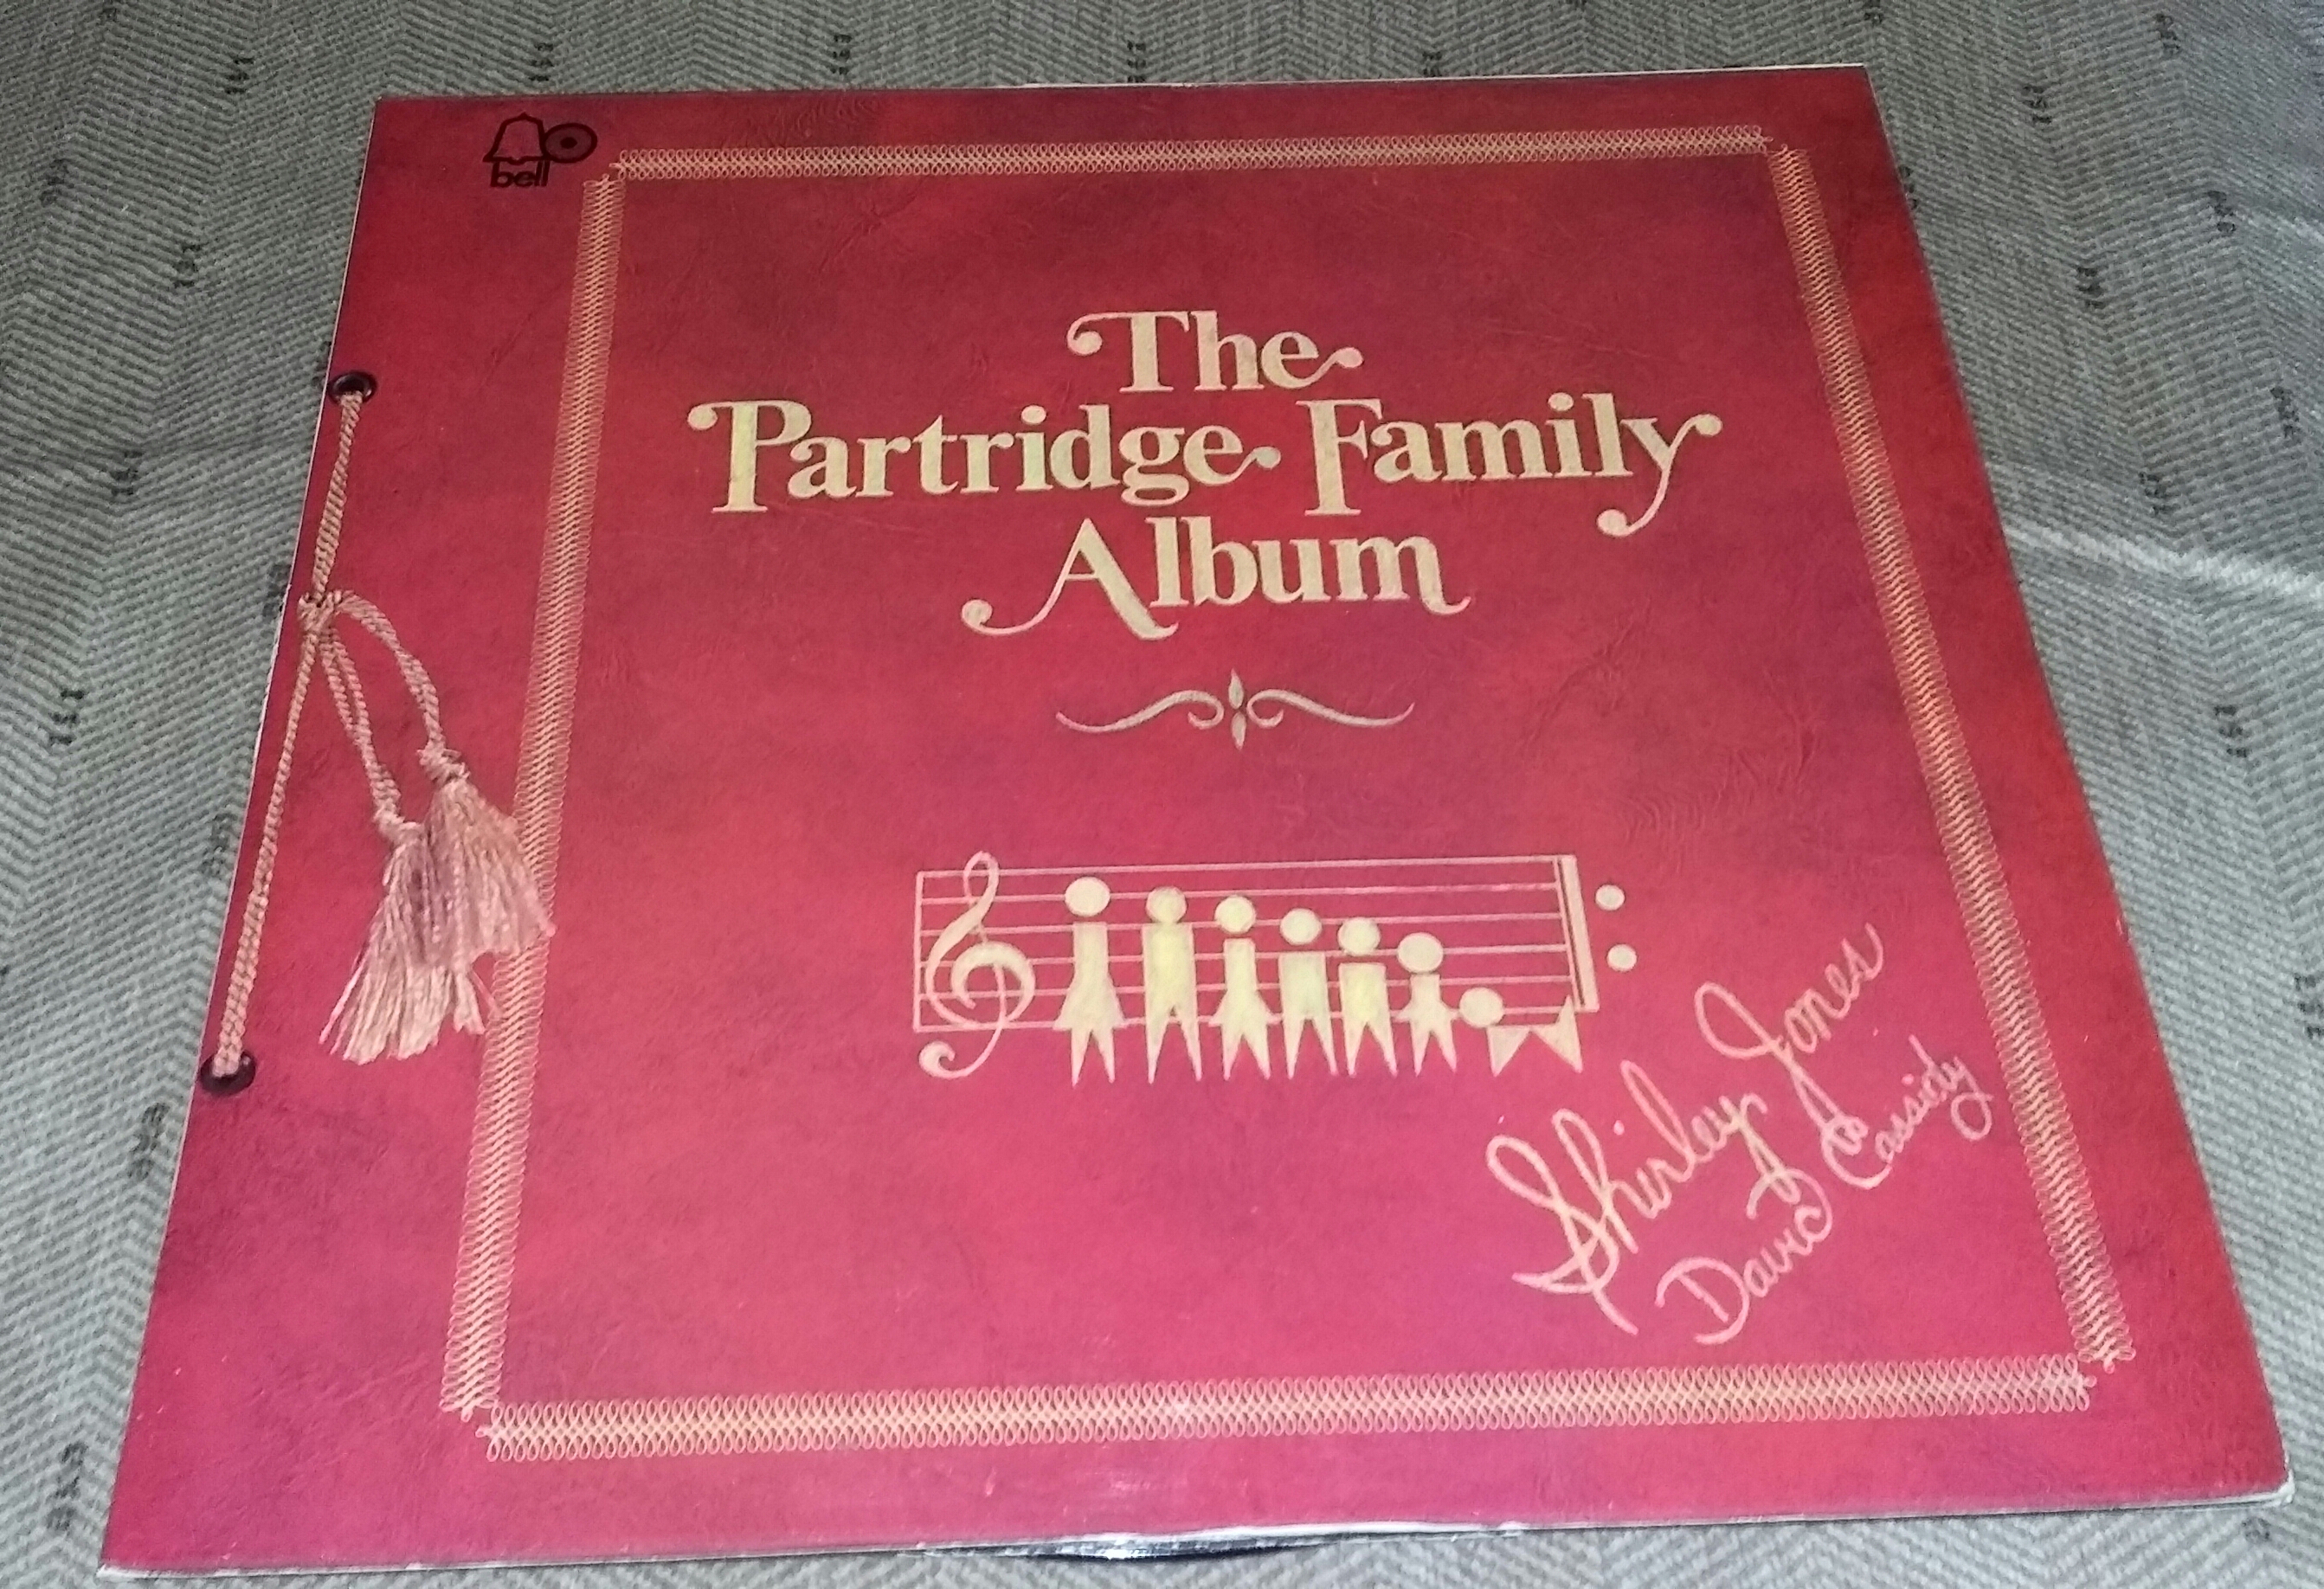 bell
The
Partridge Family
Album
Shirley Jones
David Cassidy